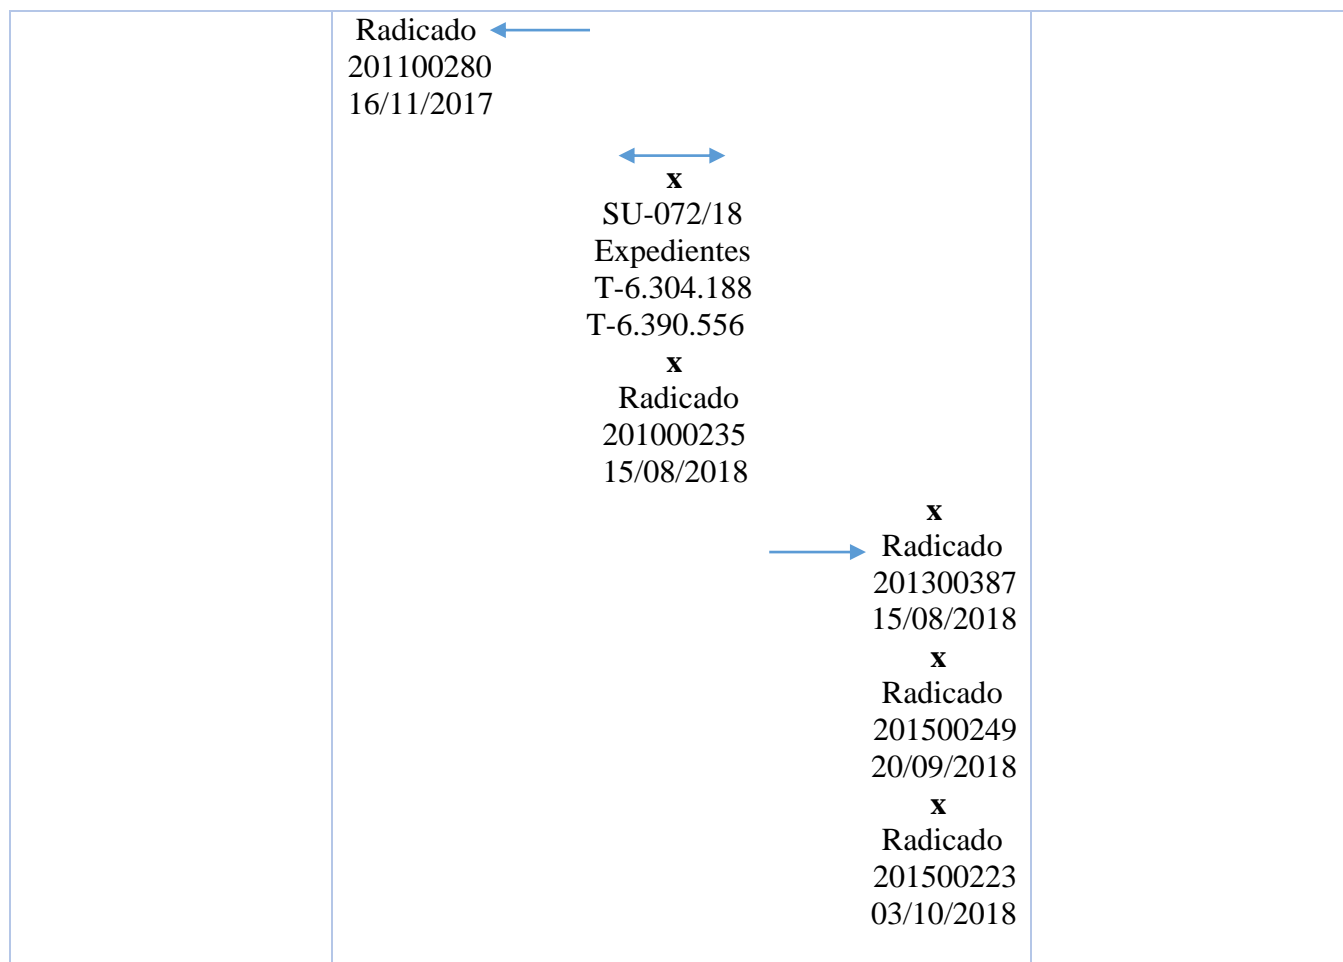 Radicado
201100280
16/11/2017
x
SU-072/18
Expedientes
T-6.304.188
T-6.390.556
x
Radicado
201000235
15/08/2018
x
Radicado
201300387
15/08/2018
x
Radicado
201500249
20/09/2018
x
Radicado
201500223
03/10/2018